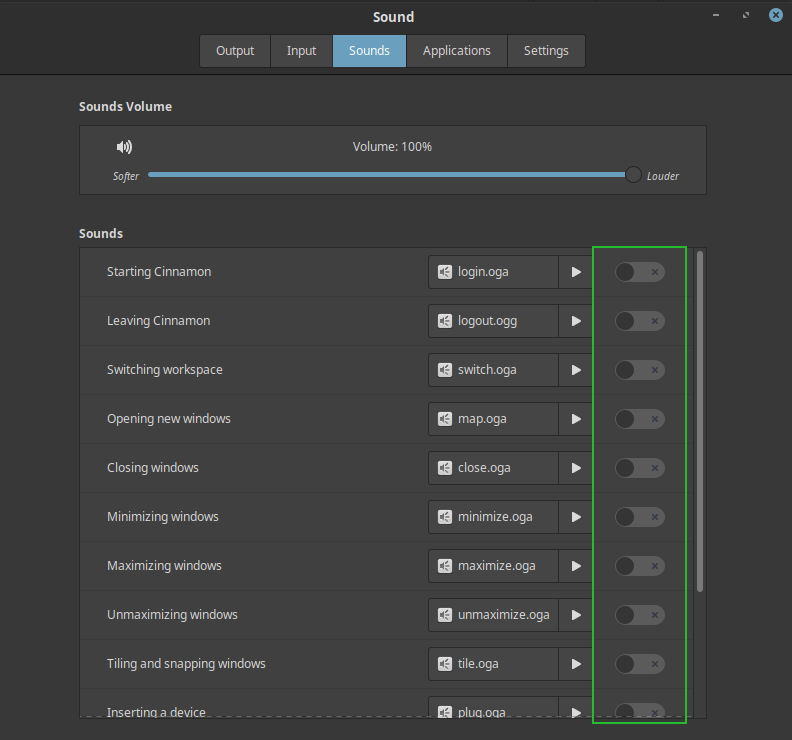 Sound
Output Input Sounds Applications Settings
Sounds Volume
Volume: 100%
Softer Louder
Sounds
Starting Cinnamon login.oga
Leaving Cinnamon logout.ogg
Switching workspace switch.oga
Opening new windows map.oga
Closing windows close.oga
Minimizing windows minimize.oga
Maximizing windows maximize.oga
Unmaximizing windows unmaximize.oga
Tiling and snapping windows tile.oga
Inserting a device plug.oga